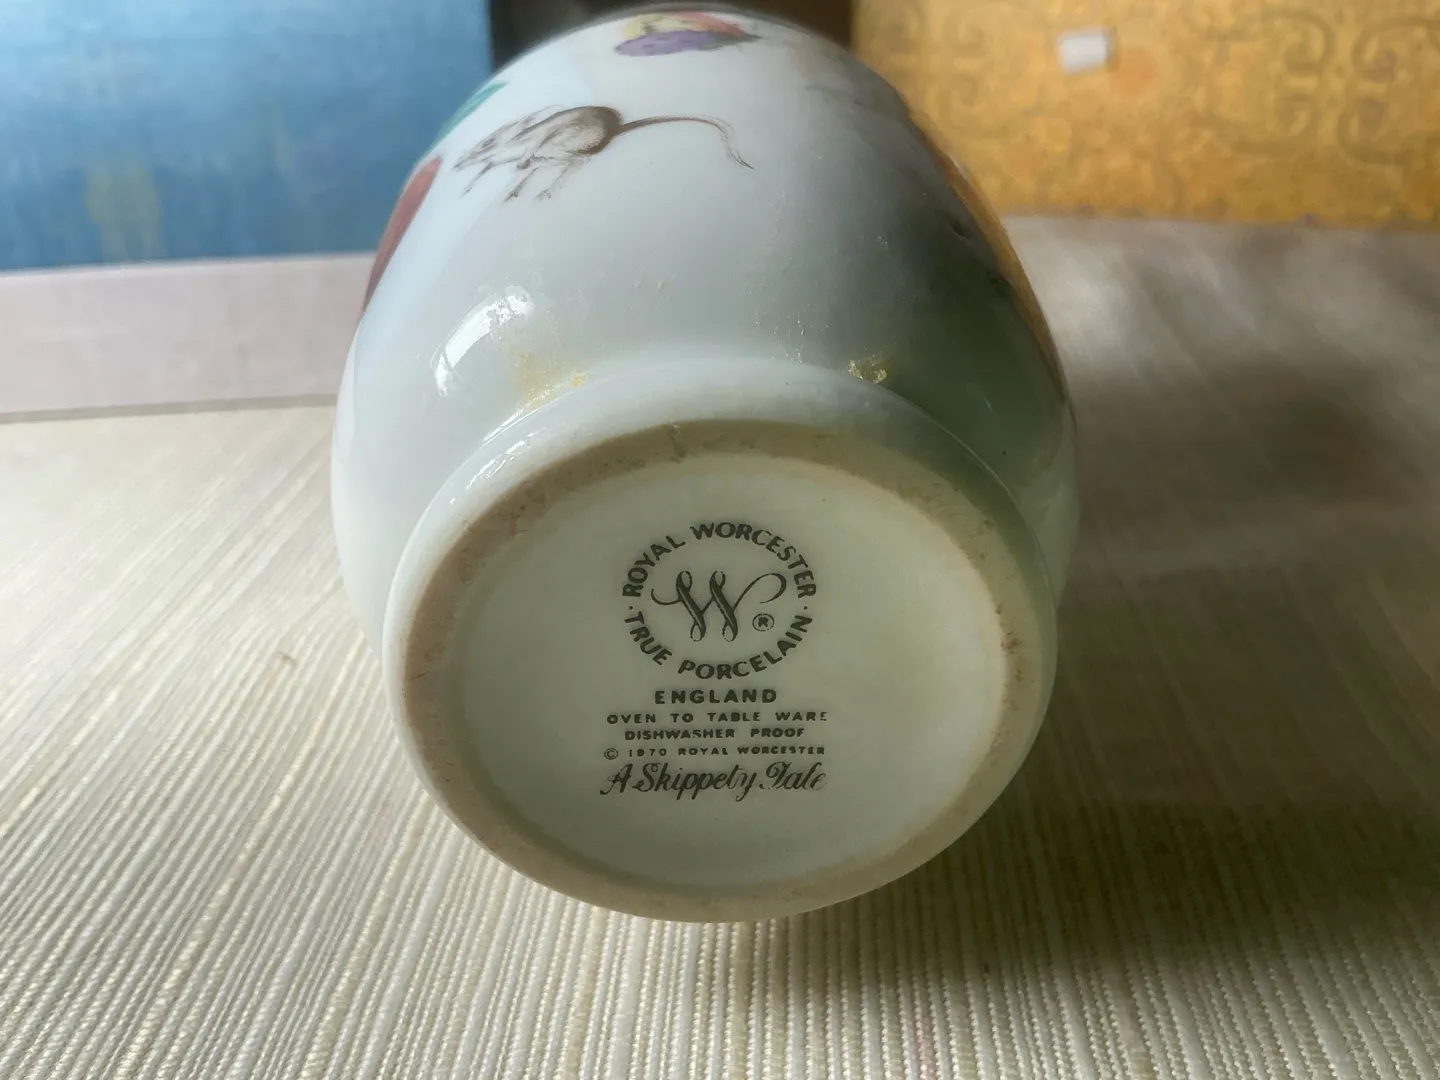 ROYAL WORCESTER
W ®
· TRUE PORCELAIN ·
ENGLAND
OVEN TO TABLE WARE
DISHWASHER PROOF
© 1970 ROYAL WORCESTER
A Skippety Tale